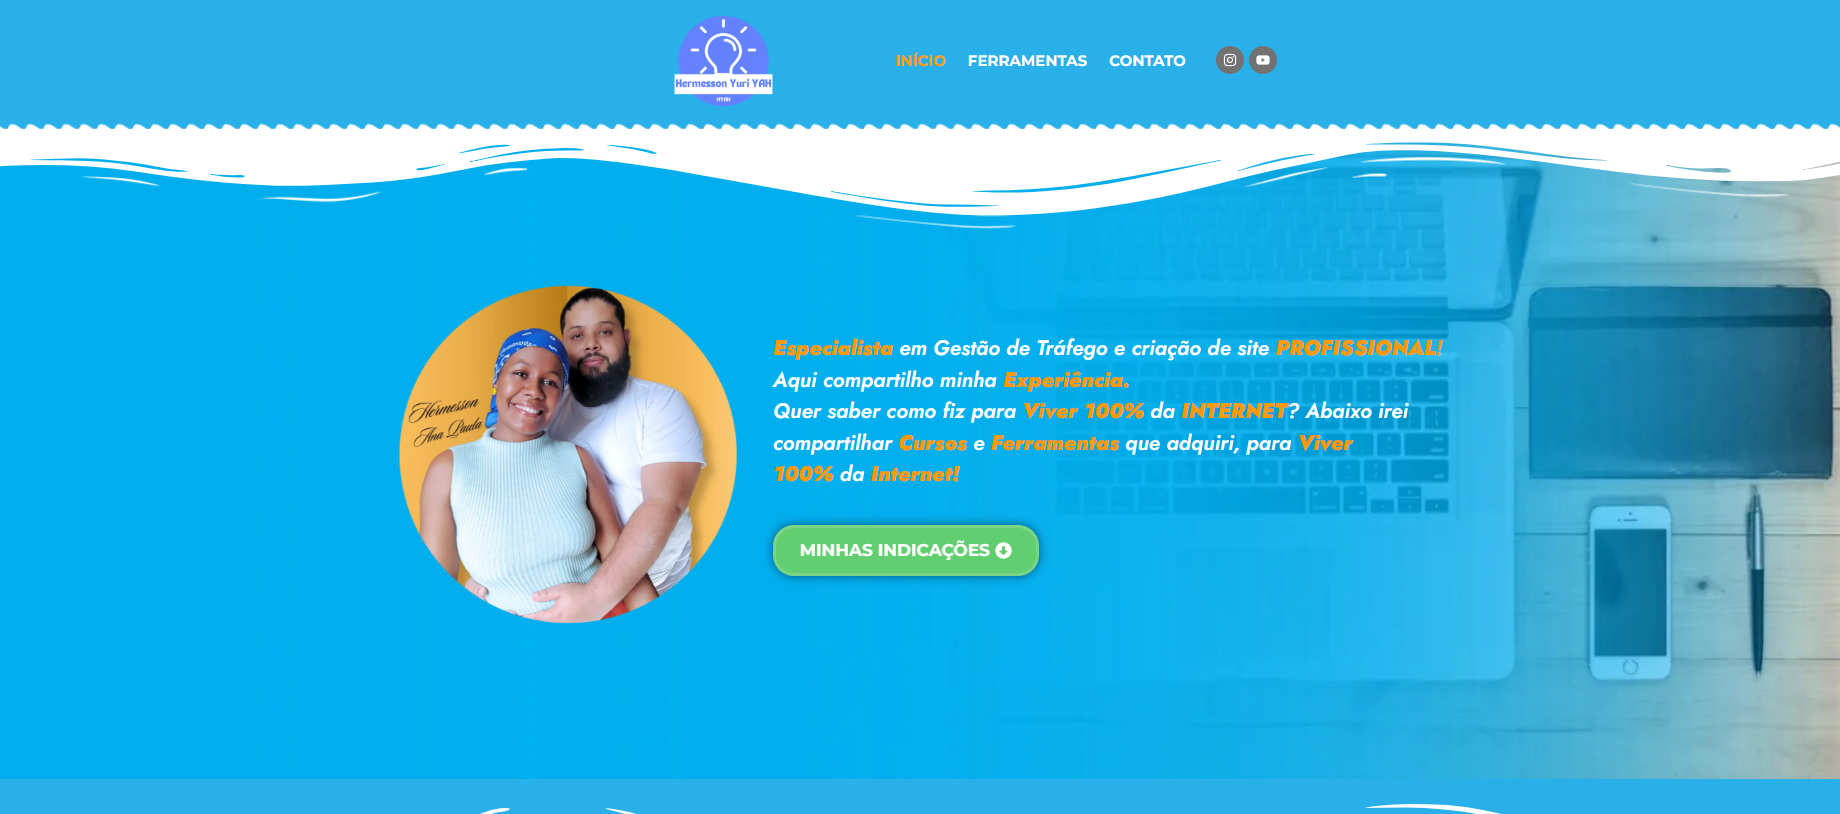 Hermesson Yuri YAH
HYAH
INÍCIO FERRAMENTAS CONTATO
Hermesson
Ana Paula
Especialista em Gestão de Tráfego e criação de site PROFISSIONAL!
Aqui compartilho minha Experiência.
Quer saber como fiz para Viver 100% da INTERNET? Abaixo irei
compartilhar Cursos e Ferramentas que adquiri, para Viver
100% da Internet!
MINHAS INDICAÇÕES